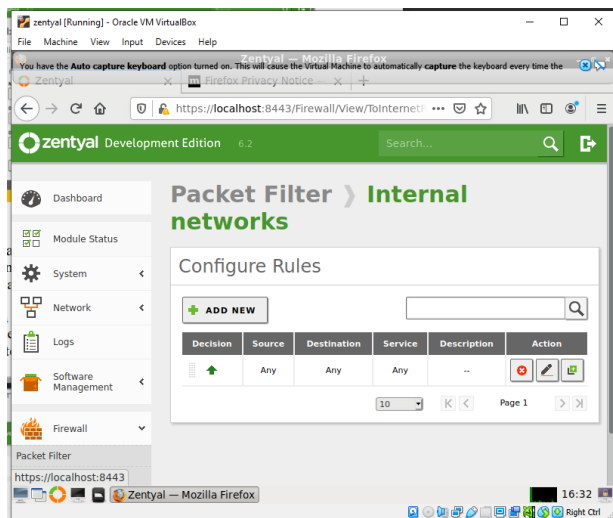 zentyal [Running] - Oracle VM VirtualBox
File Machine View Input Devices Help
Zentyal — Mozilla Firefox
You have the Auto capture keyboard option turned on. This will cause the Virtual Machine to automatically capture the keyboard every time the
Zentyal
Firefox Privacy Notice —
https://localhost:8443/Firewall/View/ToInternet
zentyal Development Edition 6.2
Search...
Dashboard
Module Status
System
Network
Logs
Software
Management
Firewall
Packet Filter
Packet Filter ❭ Internal
networks
Configure Rules
ADD NEW
Decision Source Destination Service Description Action
Any Any Any --
10
Page 1
https://localhost:8443
Zentyal — Mozilla Firefox
16:32
Right Ctrl